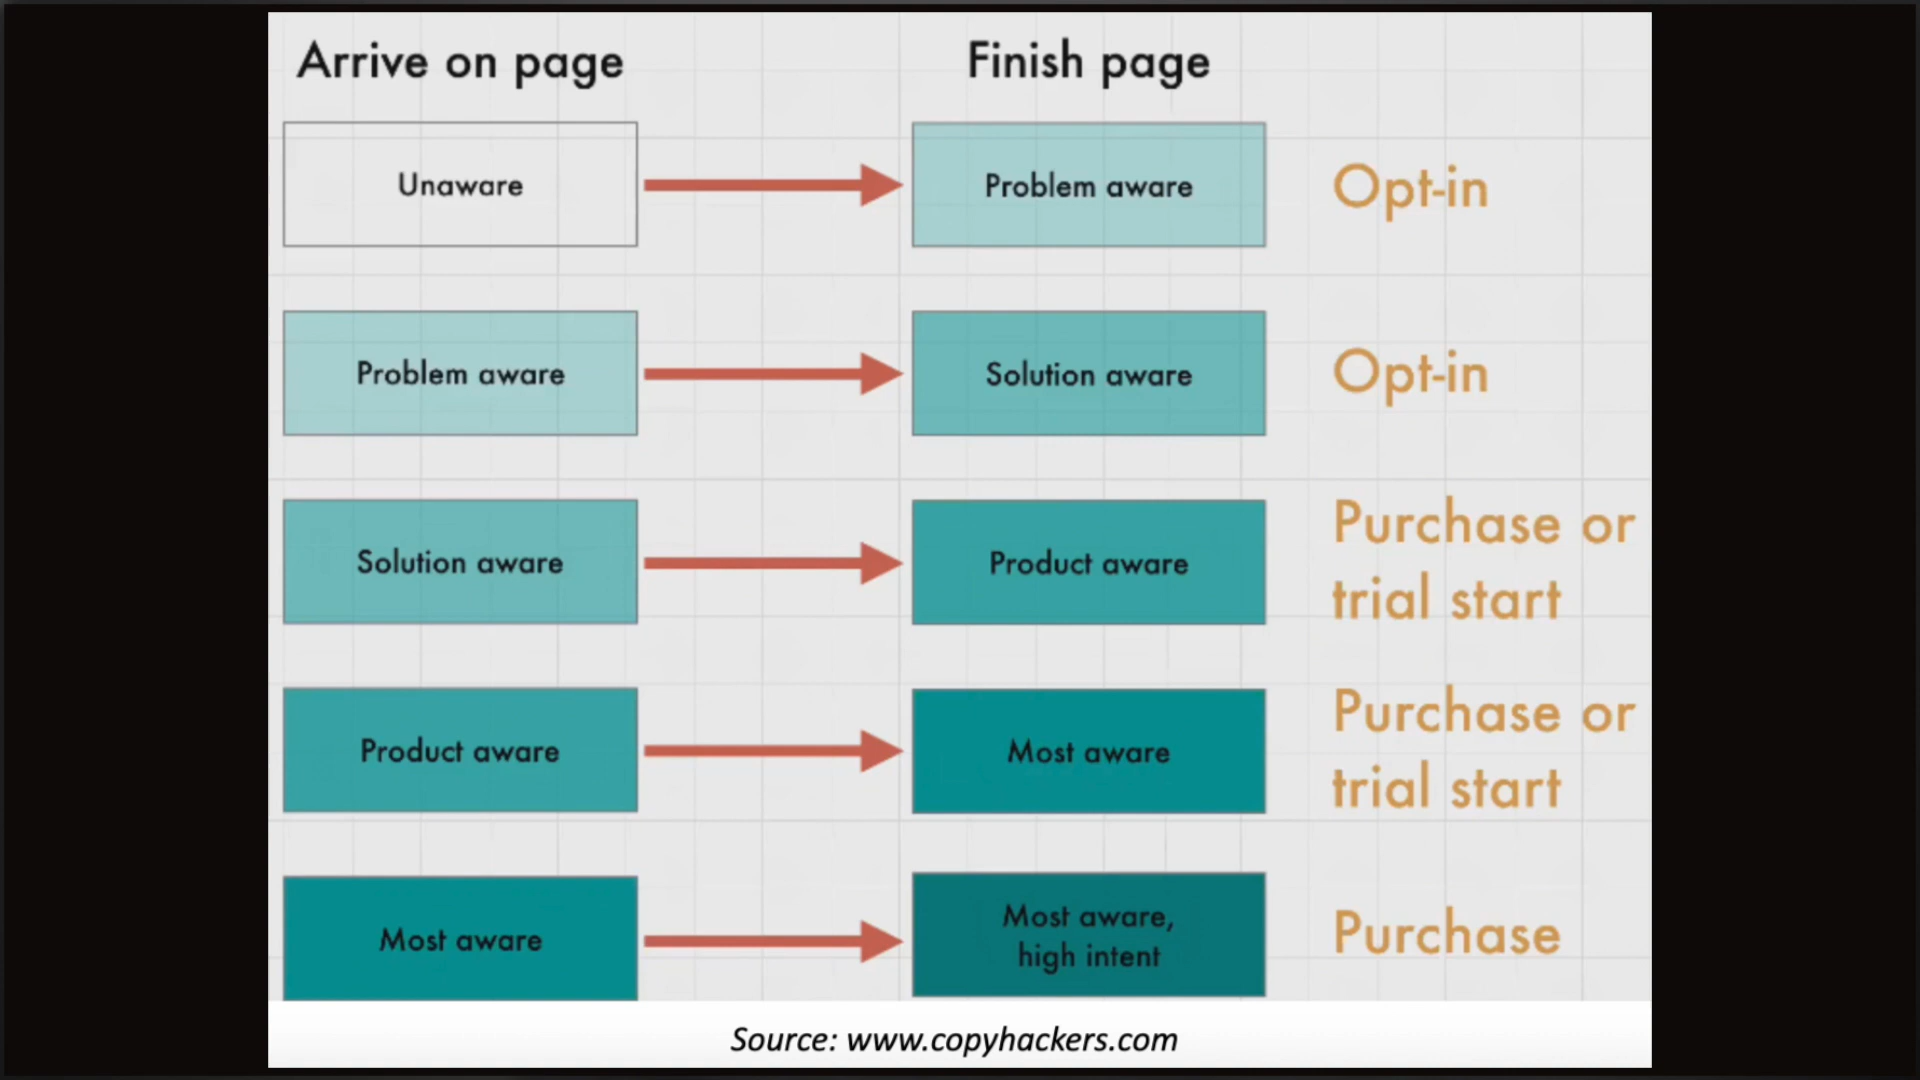 Arrive on page
Finish page
Unaware
Problem aware
Opt-in
Problem aware
Solution aware
Opt-in
Solution aware
Product aware
Purchase or
trial start
Product aware
Most aware
Purchase or
trial start
Most aware
Most aware,
high intent
Purchase
Source: www.copyhackers.com